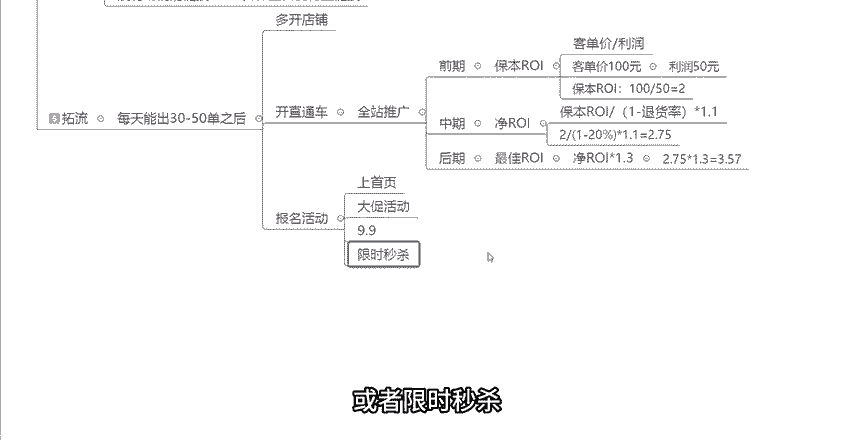 多开店铺
客单价/利润
前期
保本ROI
客单价100元
利润50元
保本ROI：100/50=2
拓流
每天能出30-50单之后
开直通车
全站推广
保本ROI/（1-退货率）*1.1
中期
净ROI
2/(1-20%)*1.1=2.75
后期
最佳ROI
净ROI*1.3
2.75*1.3=3.57
上首页
大促活动
报名活动
9.9
限时秒杀
或者限时秒杀